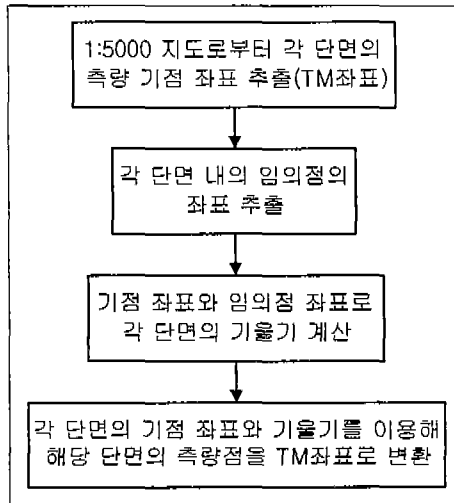 1:5000 지도로부터 각 단면의
측량 기점 좌표 추출(TM좌표)
각 단면 내의 임의점의
좌표 추출
기점 좌표와 임의점 좌표로
각 단면의 기울기 계산
각 단면의 기점 좌표와 기울기를 이용해
해당 단면의 측량점을 TM좌표로 변환